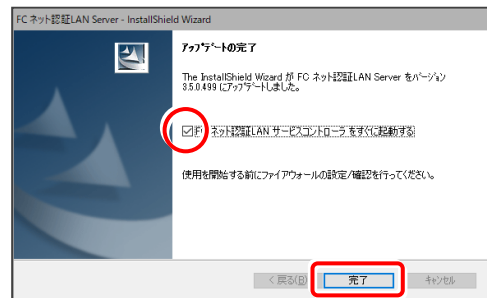 FC ネット認証LAN Server - InstallShield Wizard
アップデートの完了
The InstallShield Wizard が FC ネット認証LAN Server をバージョン
3.5.0.499 にアップデートしました。
ネット認証LAN サービスコントローラ をすぐに起動する
使用を開始する前にファイアウォールの設定/確認を行ってください。
< 戻る(B)
完了
キャンセル